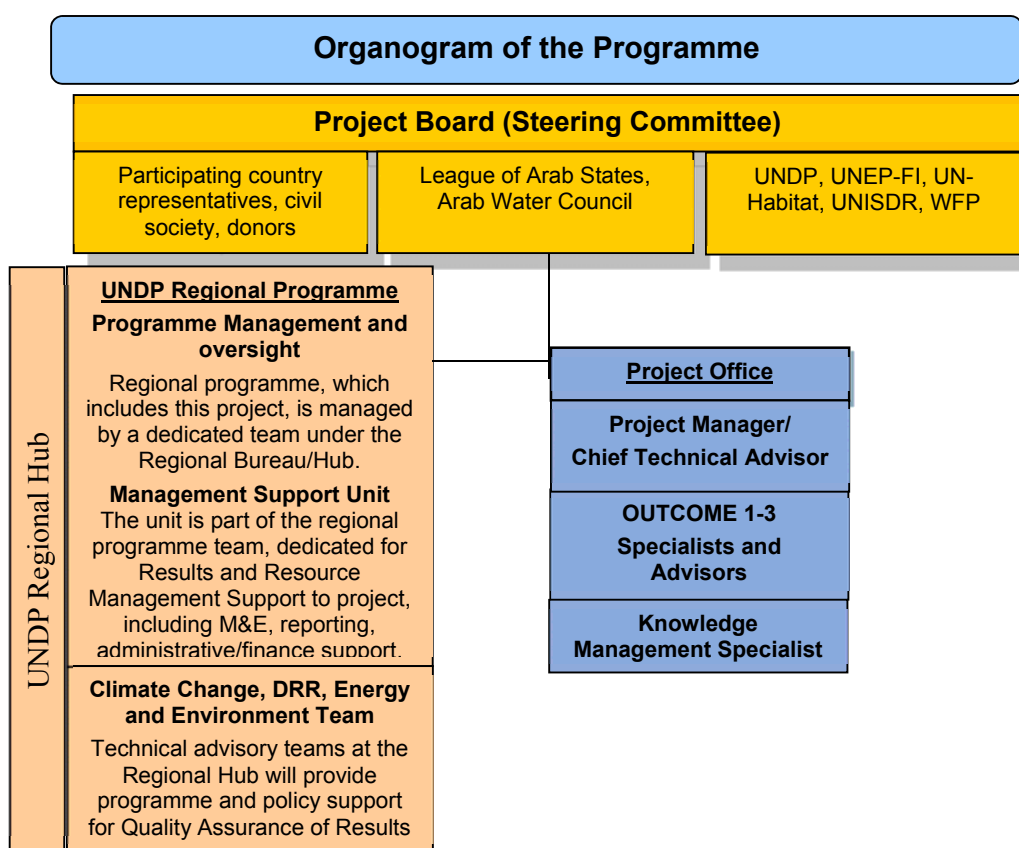 Organogram of the Programme
Project Board (Steering Committee)
Participating country
representatives, civil
society, donors
League of Arab States,
Arab Water Council
UNDP, UNEP-FI, UN-
Habitat, UNISDR, WFP
UNDP Regional Hub
UNDP Regional Programme
Programme Management and
oversight
Regional programme, which
includes this project, is managed
by a dedicated team under the
Regional Bureau/Hub.
Management Support Unit
The unit is part of the regional
programme team, dedicated for
Results and Resource
Management Support to project,
including M&E, reporting,
administrative/finance support.
Climate Change, DRR, Energy
and Environment Team
Technical advisory teams at the
Regional Hub will provide
programme and policy support
for Quality Assurance of Results
Project Office
Project Manager/
Chief Technical Advisor
OUTCOME 1-3
Specialists and
Advisors
Knowledge
Management Specialist